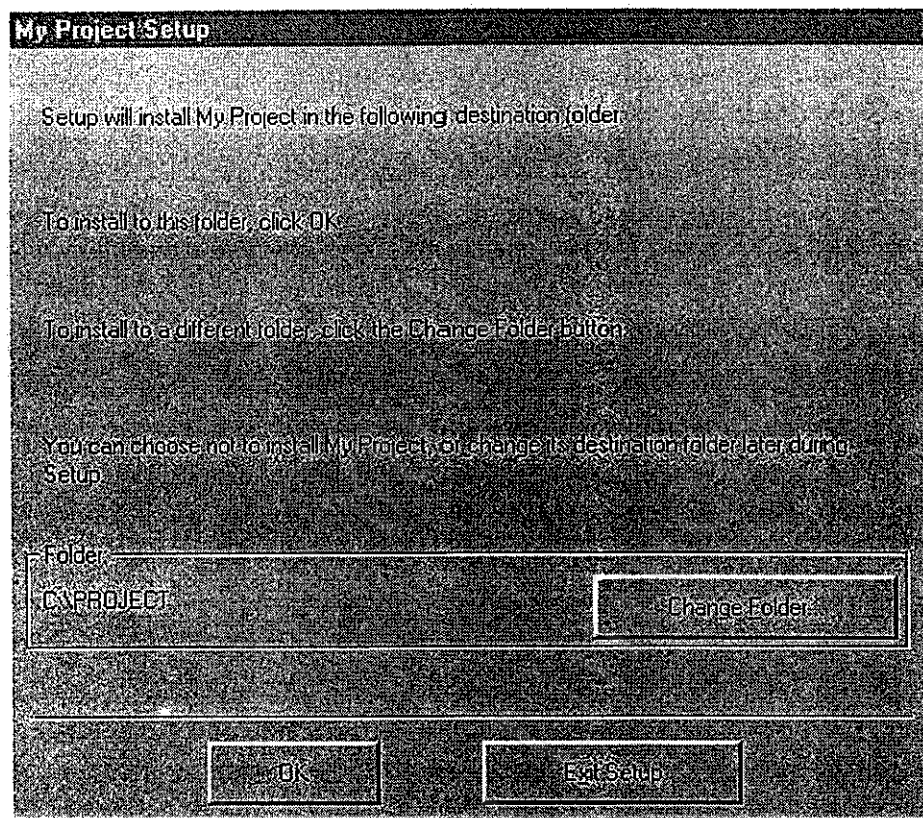 My Project Setup
Setup will install My Project in the following destination folder.
To install to this folder, click OK
To install to a different folder, click the Change Folder button.
You can choose not to install My Project, or change its destination folder later during
Setup.
Folder
C:\PROJECT
Change Folder...
OK
Exit Setup